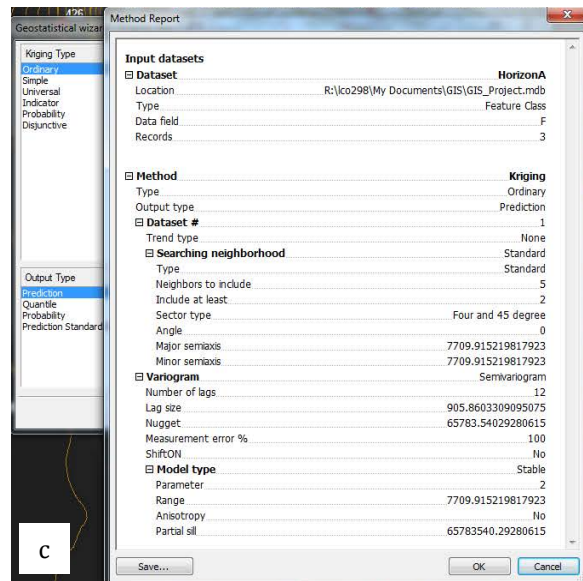 426
Geostatistical wizar
Kriging Type
Ordinary
Simple
Universal
Indicator
Probability
Disjunctive
Output Type
Prediction
Quantile
Probability
Prediction Standard
c
Method Report
Input datasets
Dataset HorizonA
Location R:\lco298\My Documents\GIS\GIS_Project.mdb
Type Feature Class
Data field F
Records 3
Method Kriging
Type Ordinary
Output type Prediction
Dataset # 1
Trend type None
Searching neighborhood Standard
Type Standard
Neighbors to include 5
Include at least 2
Sector type Four and 45 degree
Angle 0
Major semiaxis 7709.915219817923
Minor semiaxis 7709.915219817923
Variogram Semivariogram
Number of lags 12
Lag size 905.8603309095075
Nugget 65783.54029280615
Measurement error % 100
ShiftON No
Model type Stable
Parameter 2
Range 7709.915219817923
Anisotropy No
Partial sill 65783540.29280615
Save...
OK
Cancel